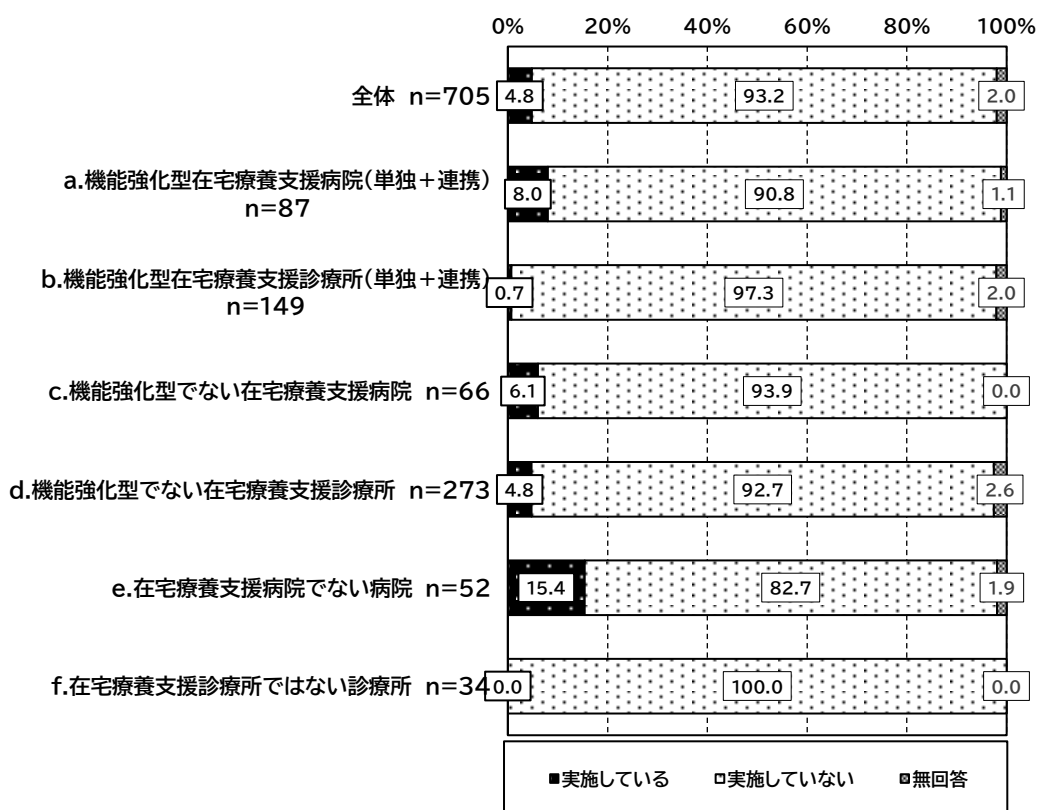 0% 20% 40% 60% 80% 100%
全体 n=705 4.8 93.2 2.0
a.機能強化型在宅療養支援病院(単独+連携)
n=87 8.0 90.8 1.1
b.機能強化型在宅療養支援診療所(単独+連携)
n=149 0.7 97.3 2.0
c.機能強化型でない在宅療養支援病院 n=66 6.1 93.9 0.0
d.機能強化型でない在宅療養支援診療所 n=273 4.8 92.7 2.6
e.在宅療養支援病院でない病院 n=52 15.4 82.7 1.9
f.在宅療養支援診療所ではない診療所 n=34 0.0 100.0 0.0
実施している 実施していない 無回答